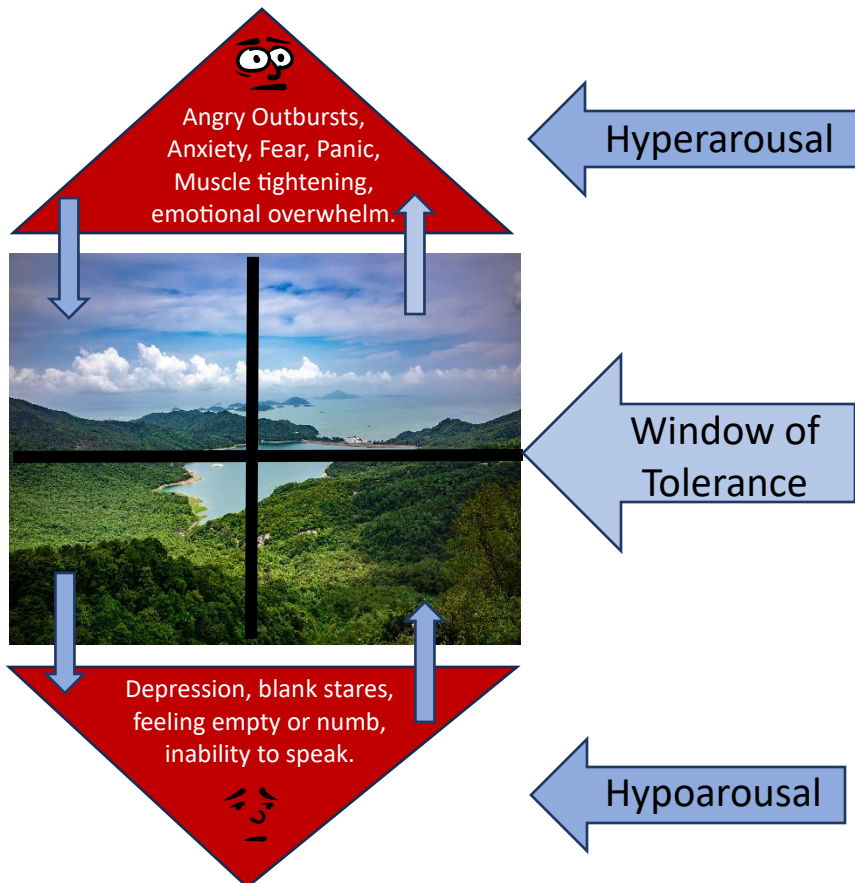 Angry Outbursts,
Anxiety, Fear, Panic,
Muscle tightening,
emotional overwhelm.
Hyperarousal
Window of
Tolerance
Depression, blank stares,
feeling empty or numb,
inability to speak.
Hypoarousal